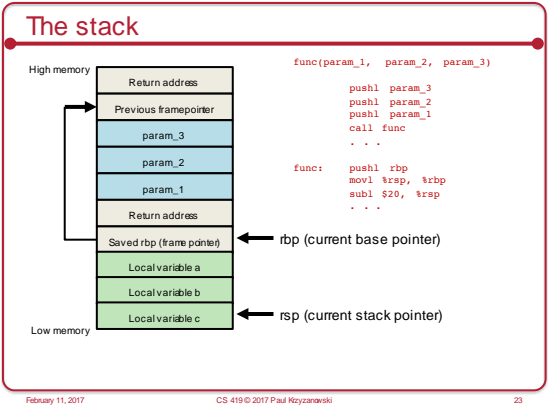 The stack
High memory
Return address
Previous framepointer
param_3
param_2
param_1
Return address
Saved rbp (frame pointer)
Local variable a
Local variable b
Local variable c
Low memory
func(param_1, param_2, param_3)
pushl param_3
pushl param_2
pushl param_1
call func
. . .
func: pushl rbp
movl %rsp, %rbp
subl $20, %rsp
. . .
rbp (current base pointer)
rsp (current stack pointer)
February 11, 2017
CS 419 © 2017 Paul Krzyzanowski
23